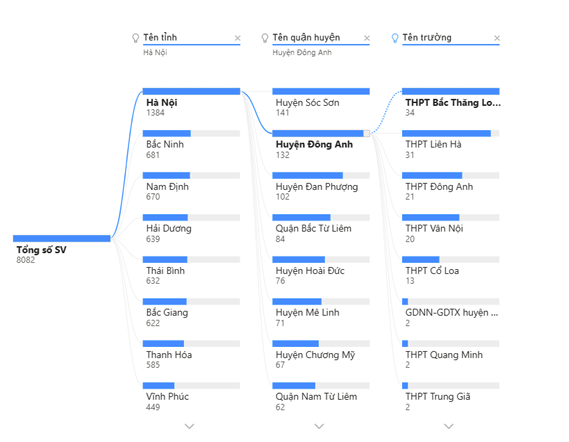 Tên tỉnh
Hà Nội
Tên quận huyện
Huyện Đông Anh
Tên trường
Tổng số SV
8082
Hà Nội
1384
Bắc Ninh
681
Nam Định
670
Hải Dương
639
Thái Bình
632
Bắc Giang
622
Thanh Hóa
585
Vĩnh Phúc
449
Huyện Sóc Sơn
141
Huyện Đông Anh
132
Huyện Đan Phượng
102
Quận Bắc Từ Liêm
84
Huyện Hoài Đức
76
Huyện Mê Linh
71
Huyện Chương Mỹ
67
Quận Nam Từ Liêm
62
THPT Bắc Thăng Lo...
34
THPT Liên Hà
31
THPT Đông Anh
21
THPT Vân Nội
20
THPT Cổ Loa
13
GDNN-GDTX huyện ...
2
THPT Quang Minh
2
THPT Trung Giã
2